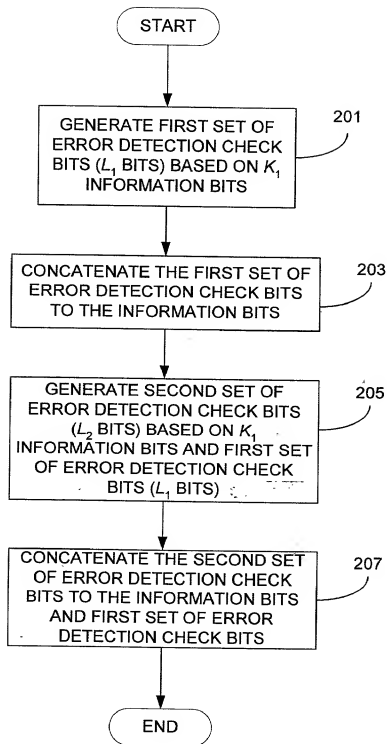 START
GENERATE FIRST SET OF
ERROR DETECTION CHECK
BITS (L₁ BITS) BASED ON K₁
INFORMATION BITS
201
CONCATENATE THE FIRST SET OF
ERROR DETECTION CHECK BITS
TO THE INFORMATION BITS
203
GENERATE SECOND SET OF
ERROR DETECTION CHECK BITS
(L₂ BITS) BASED ON K₁
INFORMATION BITS AND FIRST SET
OF ERROR DETECTION CHECK
BITS (L₁ BITS)
205
CONCATENATE THE SECOND SET
OF ERROR DETECTION CHECK
BITS TO THE INFORMATION BITS
AND FIRST SET OF ERROR
DETECTION CHECK BITS
207
END